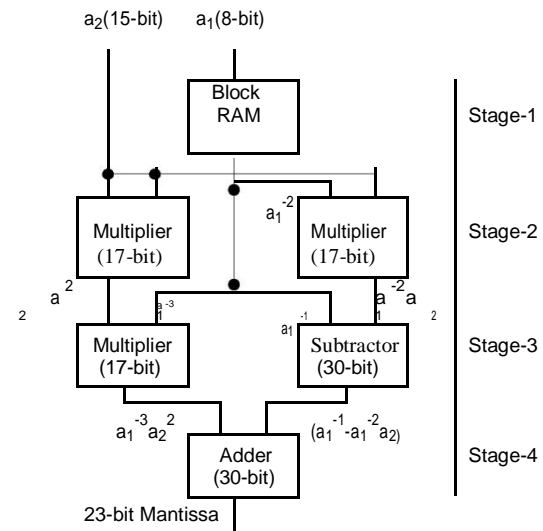 a₂(15-bit) a₁(8-bit)
Block
RAM
Stage-1
a₁⁻²
Multiplier
(17-bit)
Multiplier
(17-bit)
Stage-2
a₂²
a₁⁻³
a₁⁻¹
a₁⁻²a₂
Multiplier
(17-bit)
Subtractor
(30-bit)
Stage-3
a₁⁻³a₂²
(a₁⁻¹-a₁⁻²a₂)
Adder
(30-bit)
Stage-4
23-bit Mantissa